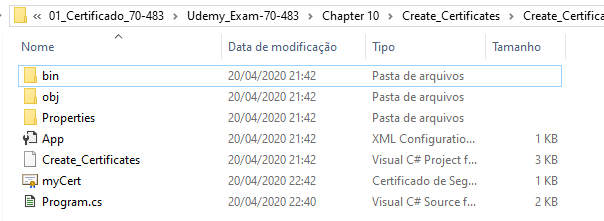 « 01_Certificado_70-483 > Udemy_Exam-70-483 > Chapter 10 > Create_Certificates > Create_Certifica
Nome Data de modificação Tipo Tamanho
bin 20/04/2020 21:42 Pasta de arquivos
obj 20/04/2020 21:42 Pasta de arquivos
Properties 20/04/2020 21:42 Pasta de arquivos
App 20/04/2020 21:42 XML Configuratio... 1 KB
Create_Certificates 20/04/2020 21:42 Visual C# Project f... 3 KB
myCert 20/04/2020 22:42 Certificado de Seg... 1 KB
Program.cs 20/04/2020 22:40 Visual C# Source f... 2 KB